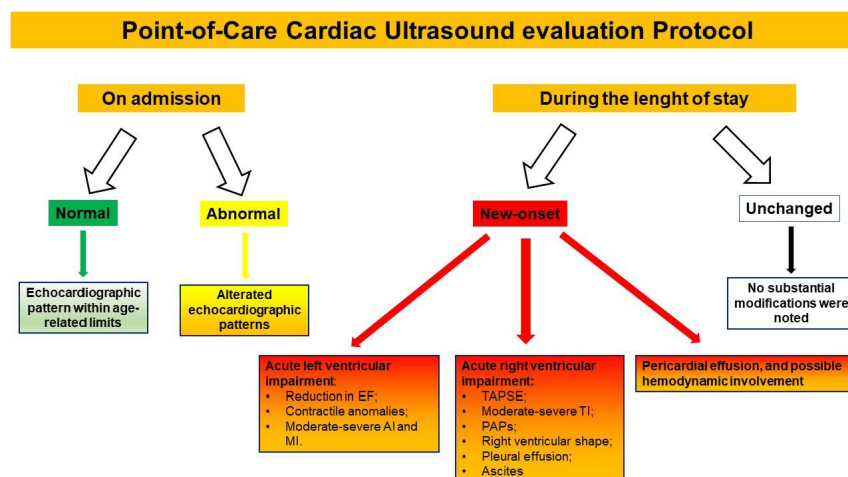 Point-of-Care Cardiac Ultrasound evaluation Protocol
On admission
During the lenght of stay
Normal
Abnormal
New-onset
Unchanged
Echocardiographic
pattern within age-
related limits
Alterated
echocardiographic
patterns
No substantial
modifications were
noted
Acute left ventricular
impairment:
• Reduction in EF;
• Contractile anomalies;
• Moderate-severe AI and
MI.
Acute right ventricular
impairment:
• TAPSE;
• Moderate-severe TI;
• PAPs;
• Right ventricular shape;
• Pleural effusion;
• Ascites
Pericardial effusion, and possible
hemodynamic involvement